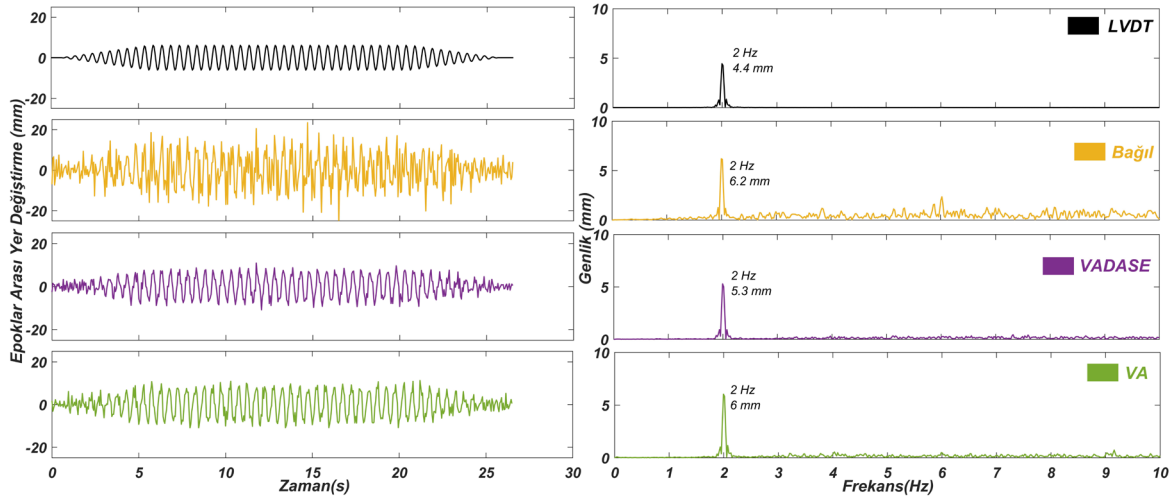 Epoklar Arası Yer Değiştirme (mm)
20
0
-20
20
0
-20
20
0
-20
20
0
-20
0
5
10
15
20
25
30
Zaman(s)
Genlik (mm)
10
5
0
2 Hz
4.4 mm
LVDT
10
5
0
2 Hz
6.2 mm
Bağıl
10
5
0
2 Hz
5.3 mm
VADASE
10
5
0
2 Hz
6 mm
VA
0
1
2
3
4
5
6
7
8
9
10
Frekans(Hz)